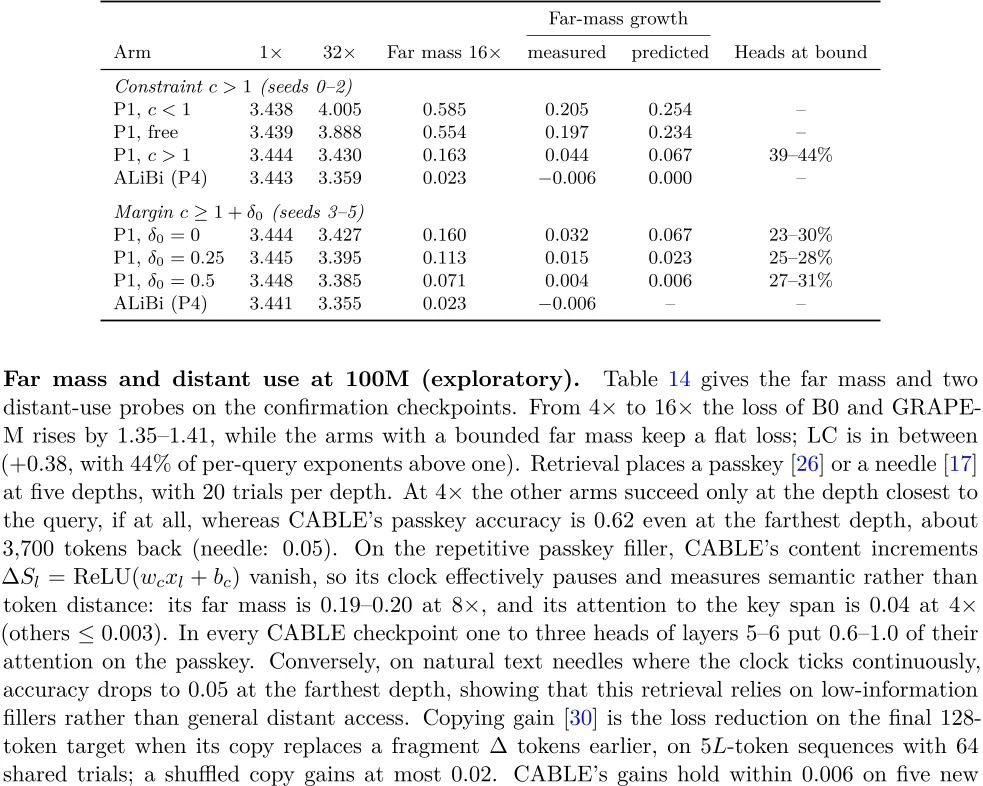 Far-mass growth
Arm 1× 32× Far mass 16× measured predicted Heads at bound
Constraint c > 1 (seeds 0–2)
P1, c < 1 3.438 4.005 0.585 0.205 0.254 –
P1, free 3.439 3.888 0.554 0.197 0.234 –
P1, c > 1 3.444 3.430 0.163 0.044 0.067 39–44%
ALiBi (P4) 3.443 3.359 0.023 −0.006 0.000 –
Margin c ≥ 1 + δ₀ (seeds 3–5)
P1, δ₀ = 0 3.444 3.427 0.160 0.032 0.067 23–30%
P1, δ₀ = 0.25 3.445 3.395 0.113 0.015 0.023 25–28%
P1, δ₀ = 0.5 3.448 3.385 0.071 0.004 0.006 27–31%
ALiBi (P4) 3.441 3.355 0.023 −0.006 – –
Far mass and distant use at 100M (exploratory). Table 14 gives the far mass and two
distant-use probes on the confirmation checkpoints. From 4× to 16× the loss of B0 and GRAPE-
M rises by 1.35–1.41, while the arms with a bounded far mass keep a flat loss; LC is in between
(+0.38, with 44% of per-query exponents above one). Retrieval places a passkey [26] or a needle [17]
at five depths, with 20 trials per depth. At 4× the other arms succeed only at the depth closest to
the query, if at all, whereas CABLE's passkey accuracy is 0.62 even at the farthest depth, about
3,700 tokens back (needle: 0.05). On the repetitive passkey filler, CABLE's content increments
ΔSₗ = ReLU(w_c xₗ + b_c) vanish, so its clock effectively pauses and measures semantic rather than
token distance: its far mass is 0.19–0.20 at 8×, and its attention to the key span is 0.04 at 4×
(others ≤ 0.003). In every CABLE checkpoint one to three heads of layers 5–6 put 0.6–1.0 of their
attention on the passkey. Conversely, on natural text needles where the clock ticks continuously,
accuracy drops to 0.05 at the farthest depth, showing that this retrieval relies on low-information
fillers rather than general distant access. Copying gain [30] is the loss reduction on the final 128-
token target when its copy replaces a fragment Δ tokens earlier, on 5L-token sequences with 64
shared trials; a shuffled copy gains at most 0.02. CABLE's gains hold within 0.006 on five new